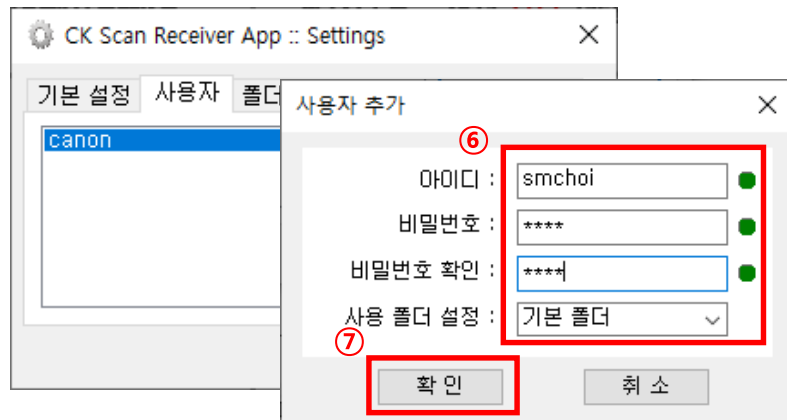 CK Scan Receiver App :: Settings
기본 설정 사용자 폴더
canon
사용자 추가
⑥
아이디 : smchoi
비밀번호 : ****
비밀번호 확인 : ****
사용 폴더 설정 : 기본 폴더
⑦
확 인 취 소